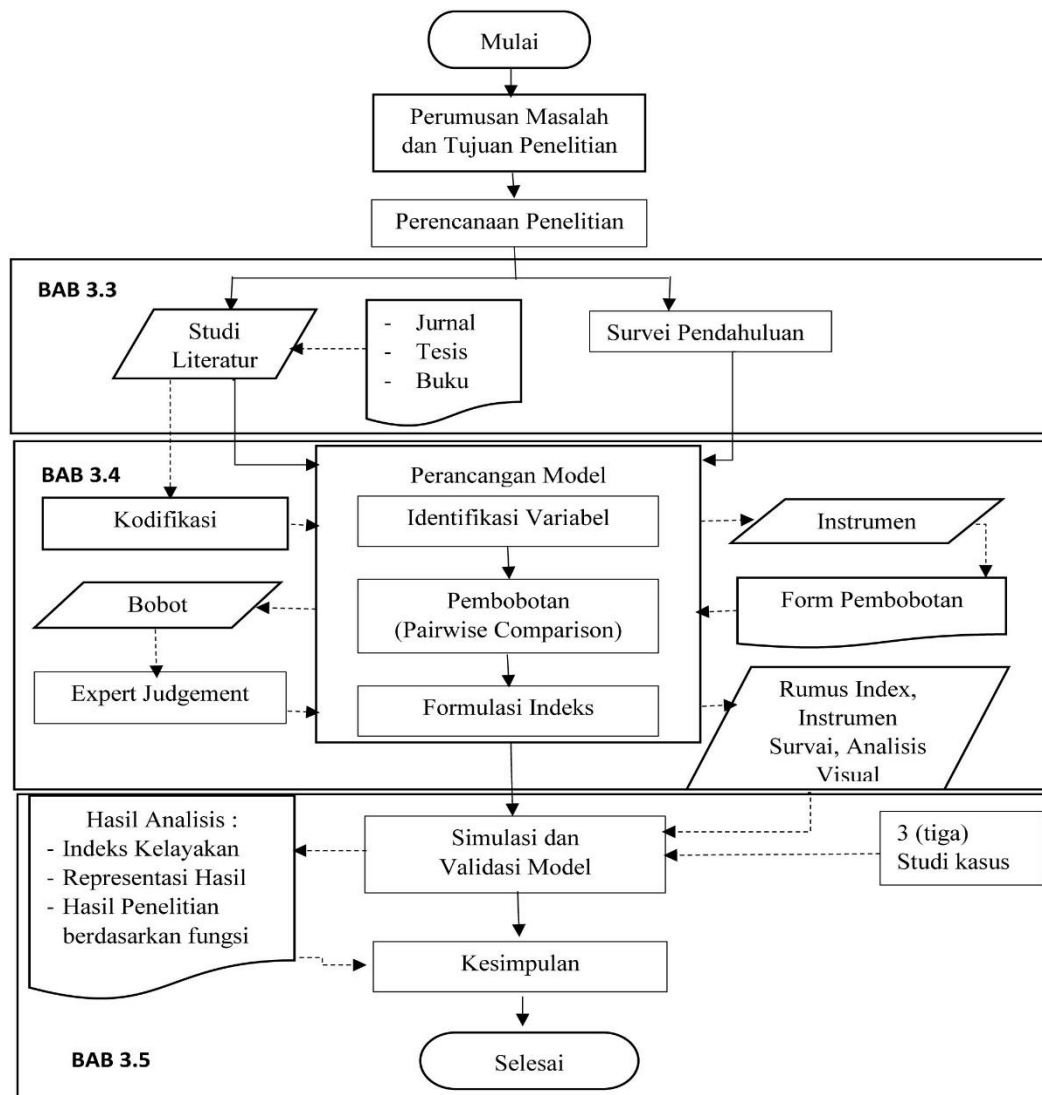 Mulai
Perumusan Masalah
dan Tujuan Penelitian
Perencanaan Penelitian
BAB 3.3
Studi
Literatur
- Jurnal
- Tesis
- Buku
Survei Pendahuluan
BAB 3.4
Perancangan Model
Kodifikasi
Identifikasi Variabel
Instrumen
Bobot
Pembobotan
(Pairwise Comparison)
Form Pembobotan
Expert Judgement
Formulasi Indeks
Rumus Index,
Instrumen
Survai, Analisis
Visual
Hasil Analisis :
- Indeks Kelayakan
- Representasi Hasil
- Hasil Penelitian
berdasarkan fungsi
Simulasi dan
Validasi Model
3 (tiga)
Studi kasus
Kesimpulan
Selesai
BAB 3.5